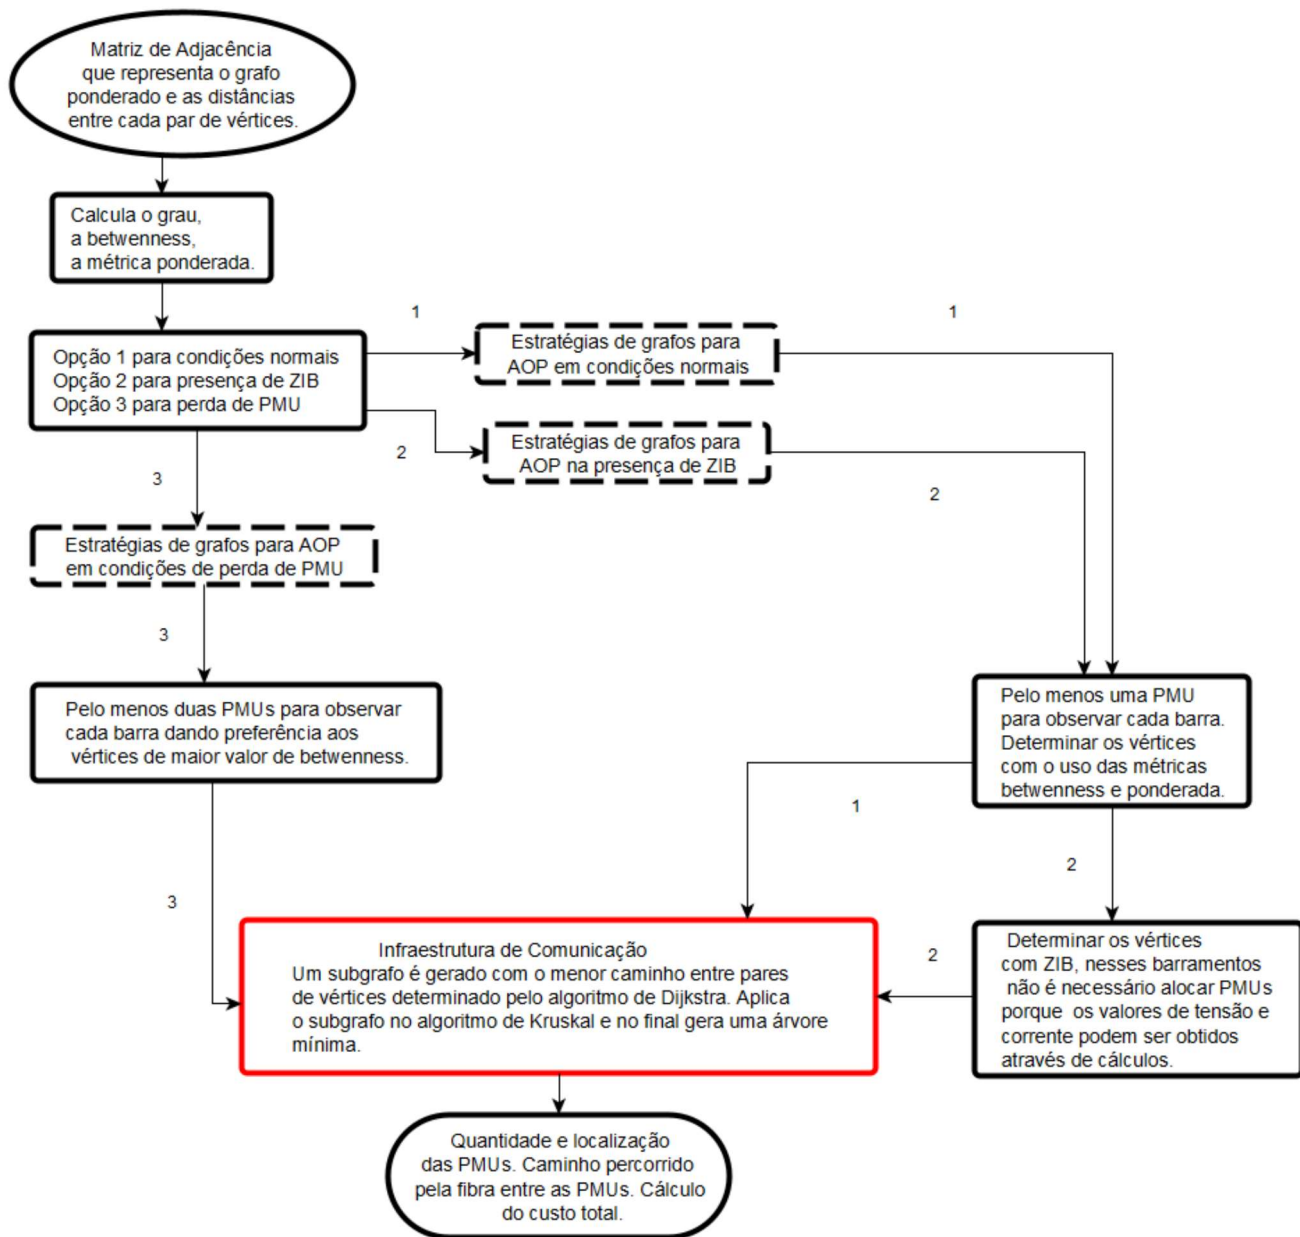 Matriz de Adjacência
que representa o grafo
ponderado e as distâncias
entre cada par de vértices.
Calcula o grau,
a betwenness,
a métrica ponderada.
Opção 1 para condições normais
Opção 2 para presença de ZIB
Opção 3 para perda de PMU
1
Estratégias de grafos para
AOP em condições normais
1
2
Estratégias de grafos para
AOP na presença de ZIB
2
3
Estratégias de grafos para AOP
em condições de perda de PMU
3
Pelo menos duas PMUs para observar
cada barra dando preferência aos
vértices de maior valor de betwenness.
Pelo menos uma PMU
para observar cada barra.
Determinar os vértices
com o uso das métricas
betwenness e ponderada.
1
2
3
Infraestrutura de Comunicação
Um subgrafo é gerado com o menor caminho entre pares
de vértices determinado pelo algoritmo de Dijkstra. Aplica
o subgrafo no algoritmo de Kruskal e no final gera uma árvore
mínima.
2
Determinar os vértices
com ZIB, nesses barramentos
não é necessário alocar PMUs
porque os valores de tensão e
corrente podem ser obtidos
através de cálculos.
Quantidade e localização
das PMUs. Caminho percorrido
pela fibra entre as PMUs. Cálculo
do custo total.